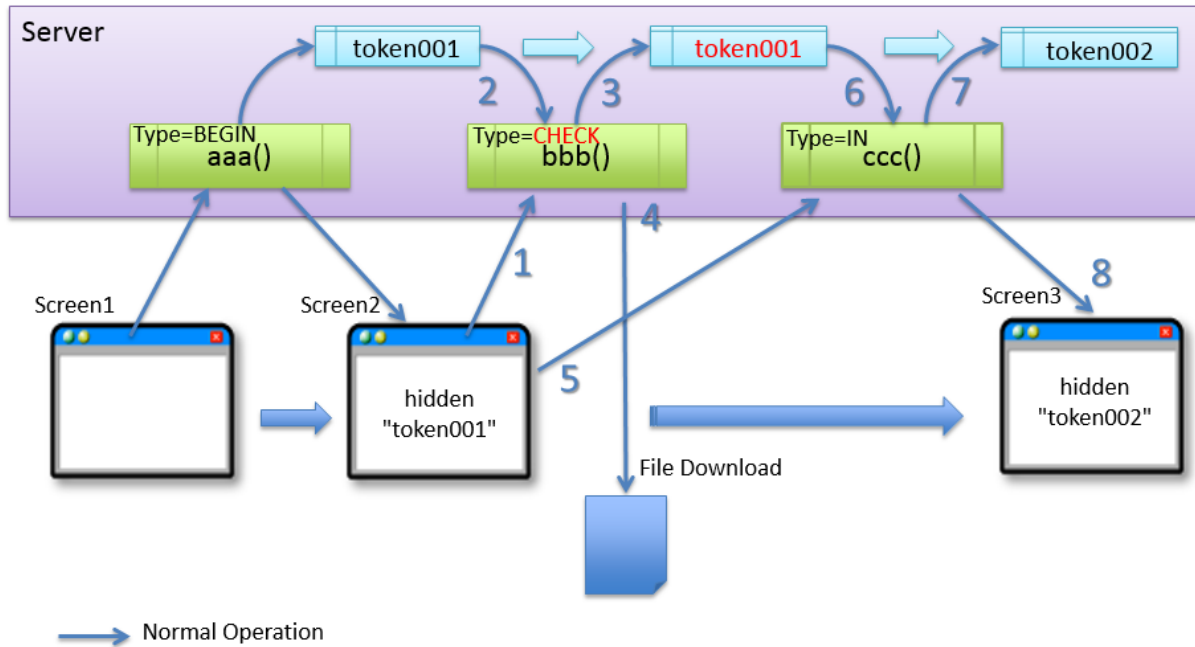 Server
token001
token001
token002
2
3
6
7
Type=BEGIN
aaa()
Type=CHECK
bbb()
Type=IN
ccc()
1
4
5
8
Screen1
Screen2
Screen3
hidden
"token001"
hidden
"token002"
File Download
Normal Operation